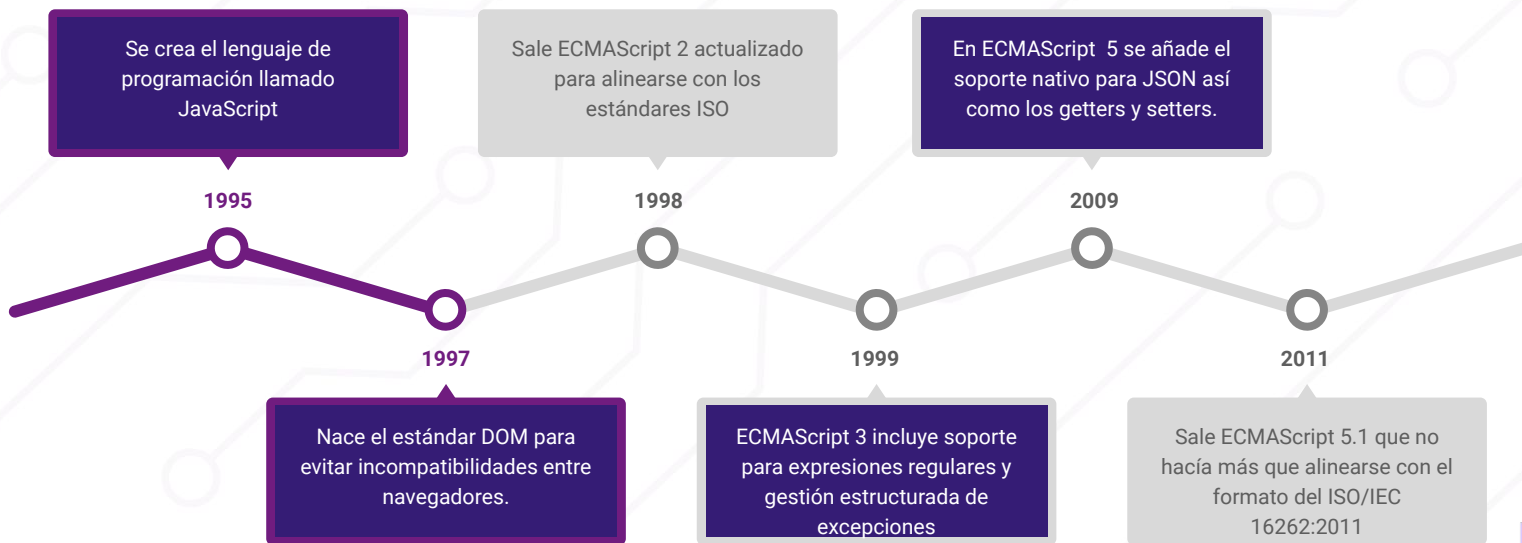 Se crea el lenguaje de
programación llamado
JavaScript
1995
Nace el estándar DOM para
evitar incompatibilidades entre
navegadores.
1997
Sale ECMAScript 2 actualizado
para alinearse con los
estándares ISO
1998
ECMAScript 3 incluye soporte
para expresiones regulares y
gestión estructurada de
excepciones
1999
En ECMAScript  5 se añade el
soporte nativo para JSON así
como los getters y setters.
2009
Sale ECMAScript 5.1 que no
hacía más que alinearse con el
formato del ISO/IEC
16262:2011
2011